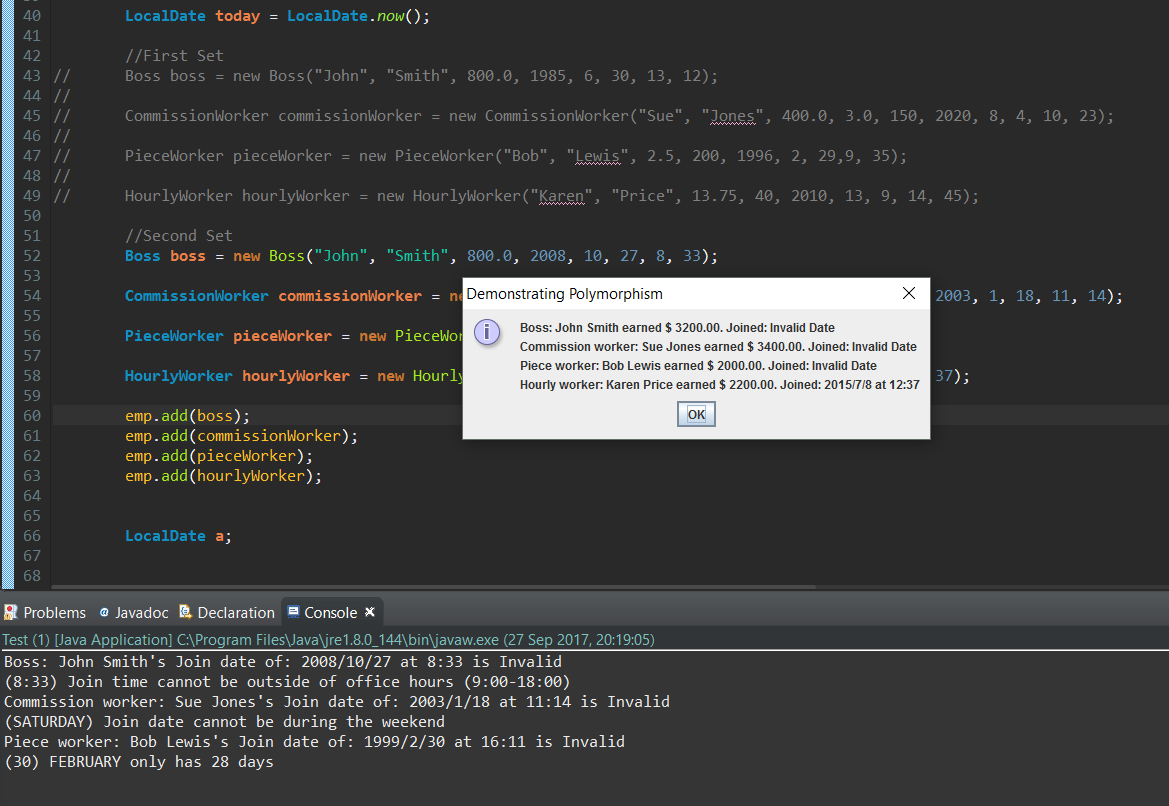 40 LocalDate today = LocalDate.now();
41
42 //First Set
43 // Boss boss = new Boss("John", "Smith", 800.0, 1985, 6, 30, 13, 12);
44 //
45 // CommissionWorker commissionWorker = new CommissionWorker("Sue", "Jones", 400.0, 3.0, 150, 2020, 8, 4, 10, 23);
46 //
47 // PieceWorker pieceWorker = new PieceWorker("Bob", "Lewis", 2.5, 200, 1996, 2, 29,9, 35);
48 //
49 // HourlyWorker hourlyWorker = new HourlyWorker("Karen", "Price", 13.75, 40, 2010, 13, 9, 14, 45);
50
51 //Second Set
52 Boss boss = new Boss("John", "Smith", 800.0, 2008, 10, 27, 8, 33);
53
54 CommissionWorker commissionWorker = ne 2003, 1, 18, 11, 14);
55
56 PieceWorker pieceWorker = new PieceWor
57
58 HourlyWorker hourlyWorker = new Hourly 37);
59
60 emp.add(boss);
61 emp.add(commissionWorker);
62 emp.add(pieceWorker);
63 emp.add(hourlyWorker);
64
65
66 LocalDate a;
67
68
Demonstrating Polymorphism
Boss: John Smith earned $ 3200.00. Joined: Invalid Date
Commission worker: Sue Jones earned $ 3400.00. Joined: Invalid Date
Piece worker: Bob Lewis earned $ 2000.00. Joined: Invalid Date
Hourly worker: Karen Price earned $ 2200.00. Joined: 2015/7/8 at 12:37
OK
Problems @ Javadoc Declaration Console
Test (1) [Java Application] C:\Program Files\Java\jre1.8.0_144\bin\javaw.exe (27 Sep 2017, 20:19:05)
Boss: John Smith's Join date of: 2008/10/27 at 8:33 is Invalid
(8:33) Join time cannot be outside of office hours (9:00-18:00)
Commission worker: Sue Jones's Join date of: 2003/1/18 at 11:14 is Invalid
(SATURDAY) Join date cannot be during the weekend
Piece worker: Bob Lewis's Join date of: 1999/2/30 at 16:11 is Invalid
(30) FEBRUARY only has 28 days